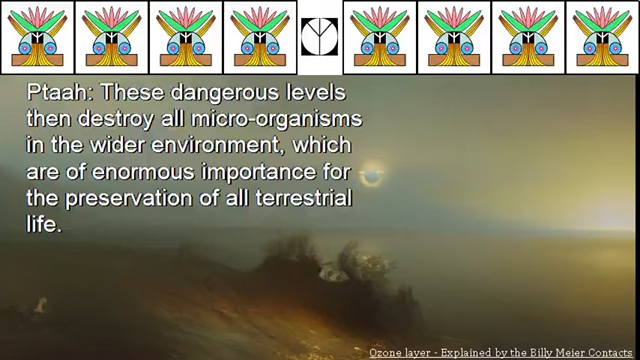 Ptaah: These dangerous levels
then destroy all micro-organisms
in the wider environment, which
are of enormous importance for
the preservation of all terrestrial
life.
Ozone layer - Explained by the Billy Meier Contacts